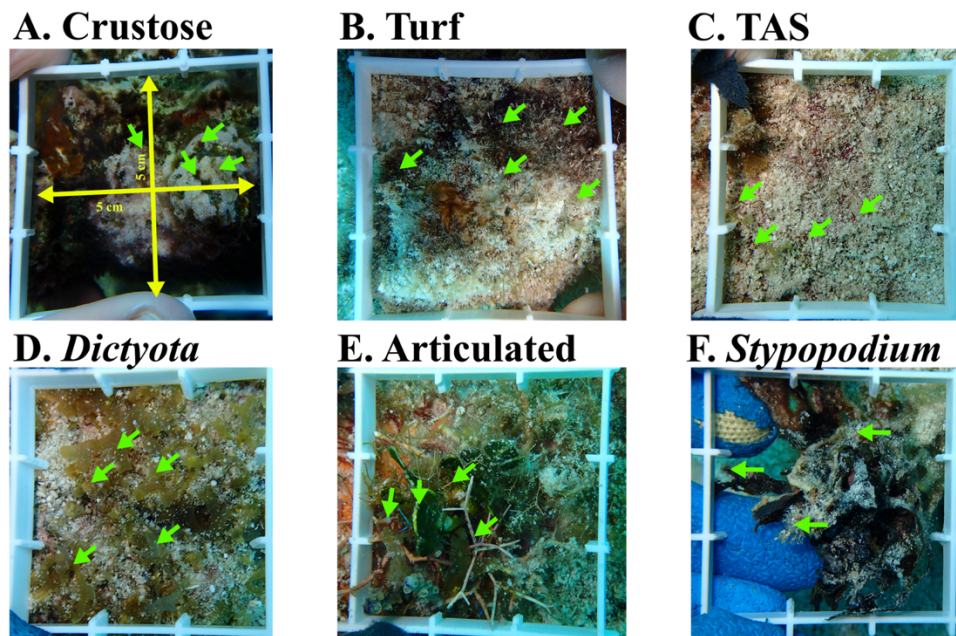 A. Crustose
B. Turf
C. TAS
5 cm
5 cm
D. Dictyota
E. Articulated
F. Stypopodium